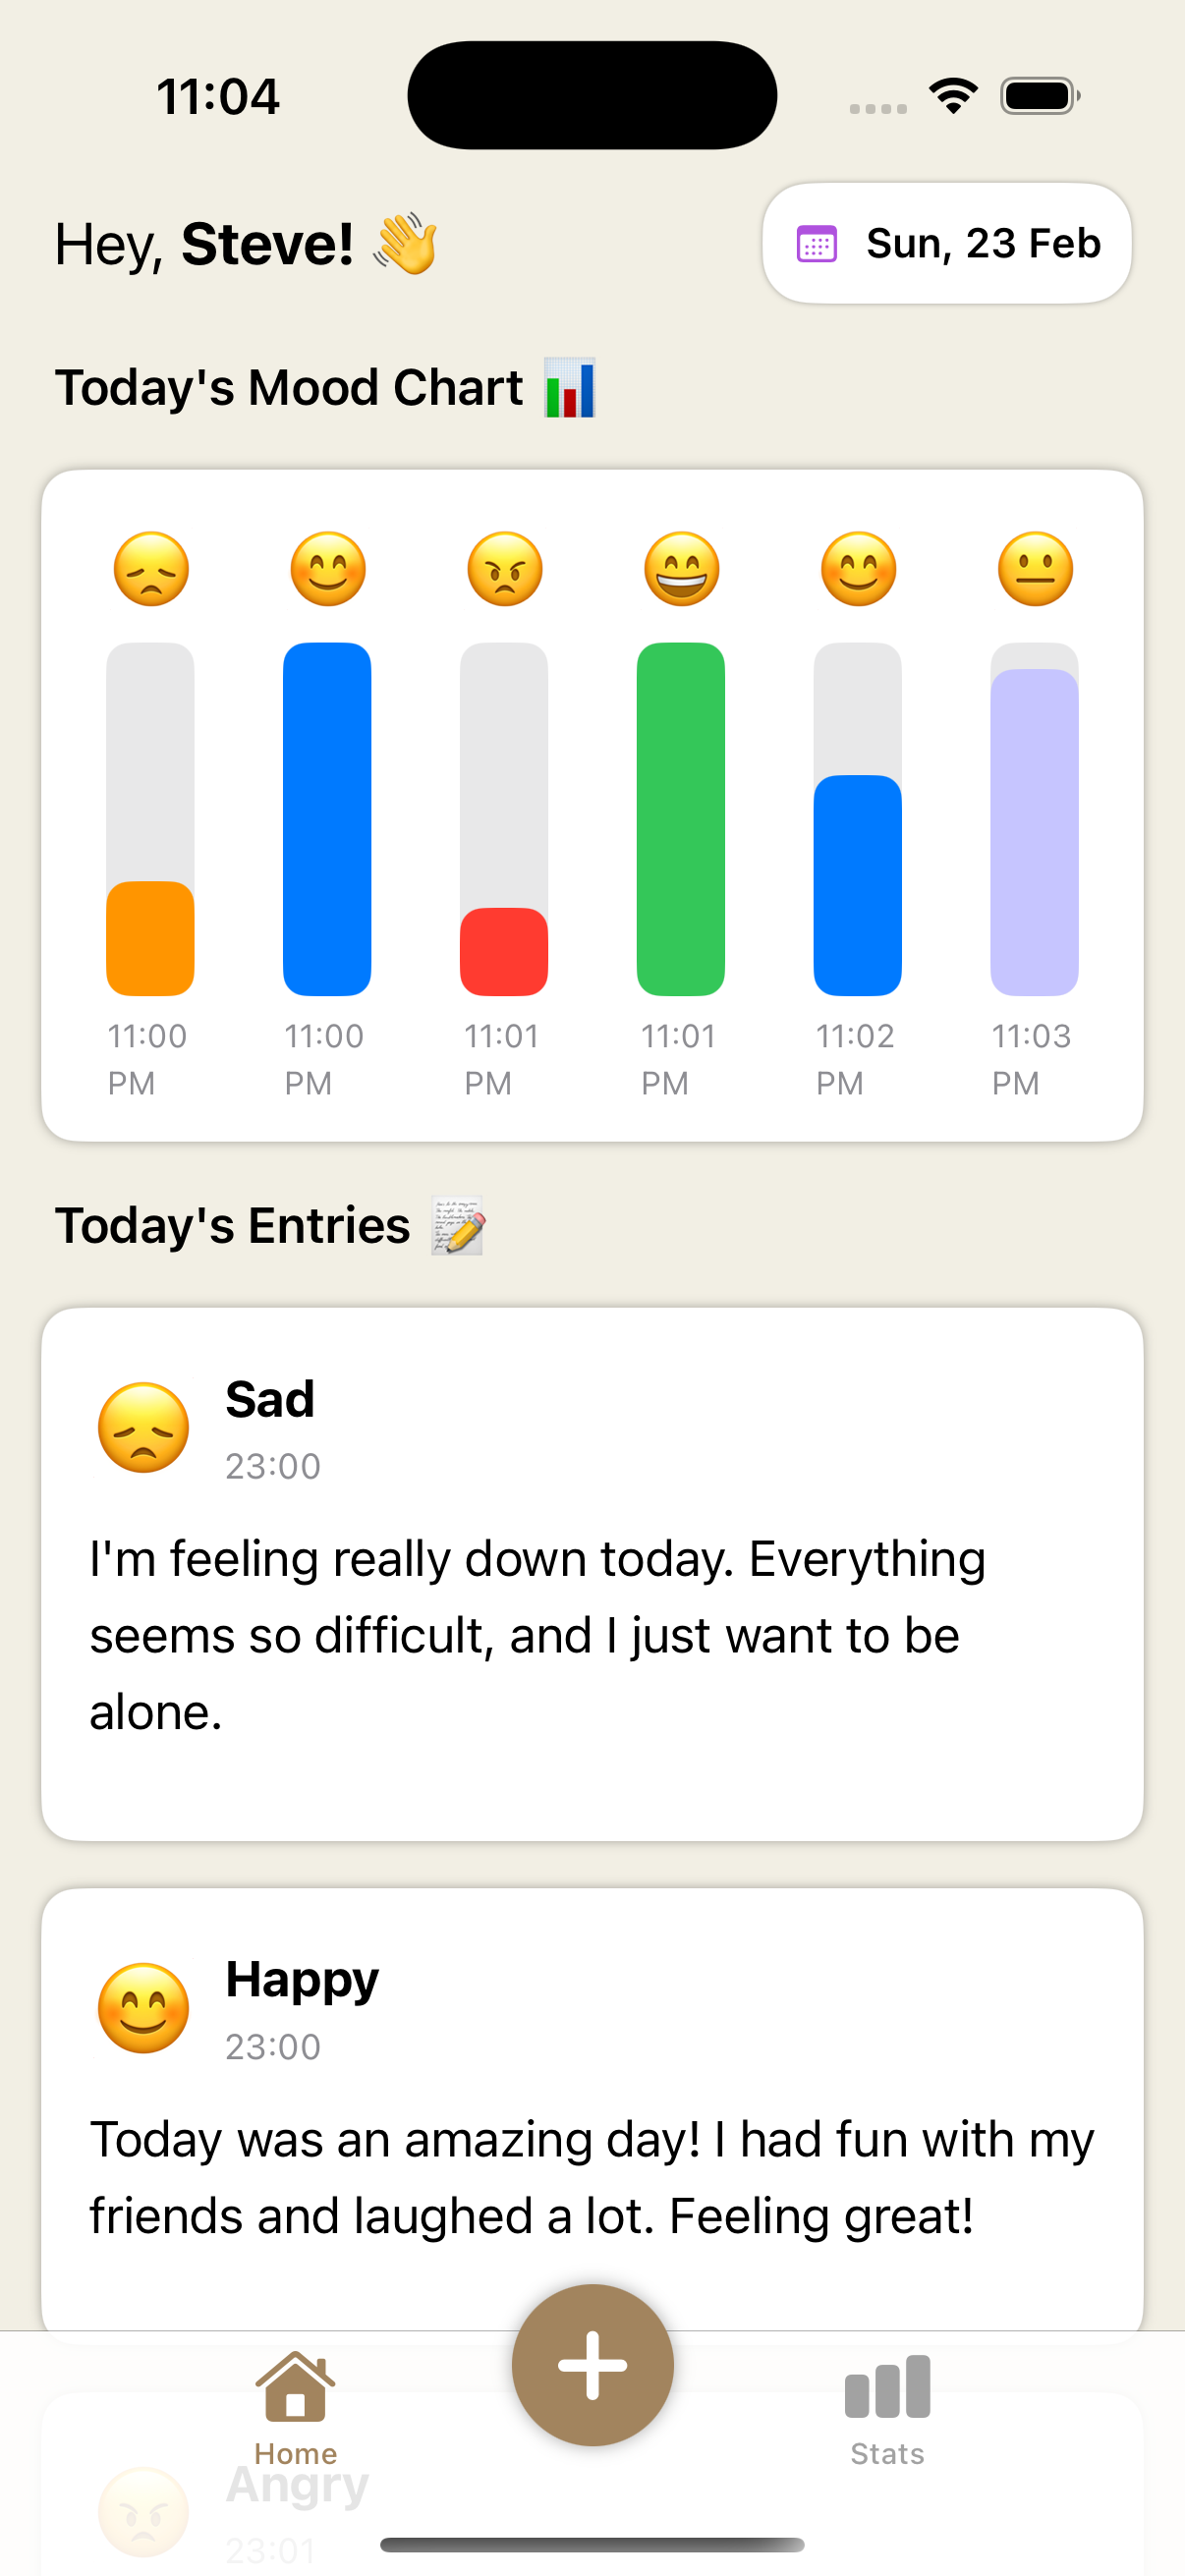 11:04
Hey, Steve! 👋
Sun, 23 Feb
Today's Mood Chart 📊
11:00 PM
11:00 PM
11:01 PM
11:01 PM
11:02 PM
11:03 PM
Today's Entries 📝
Sad
23:00
I'm feeling really down today. Everything
seems so difficult, and I just want to be
alone.
Happy
23:00
Today was an amazing day! I had fun with my
friends and laughed a lot. Feeling great!
Home
Stats
Angry
23:01